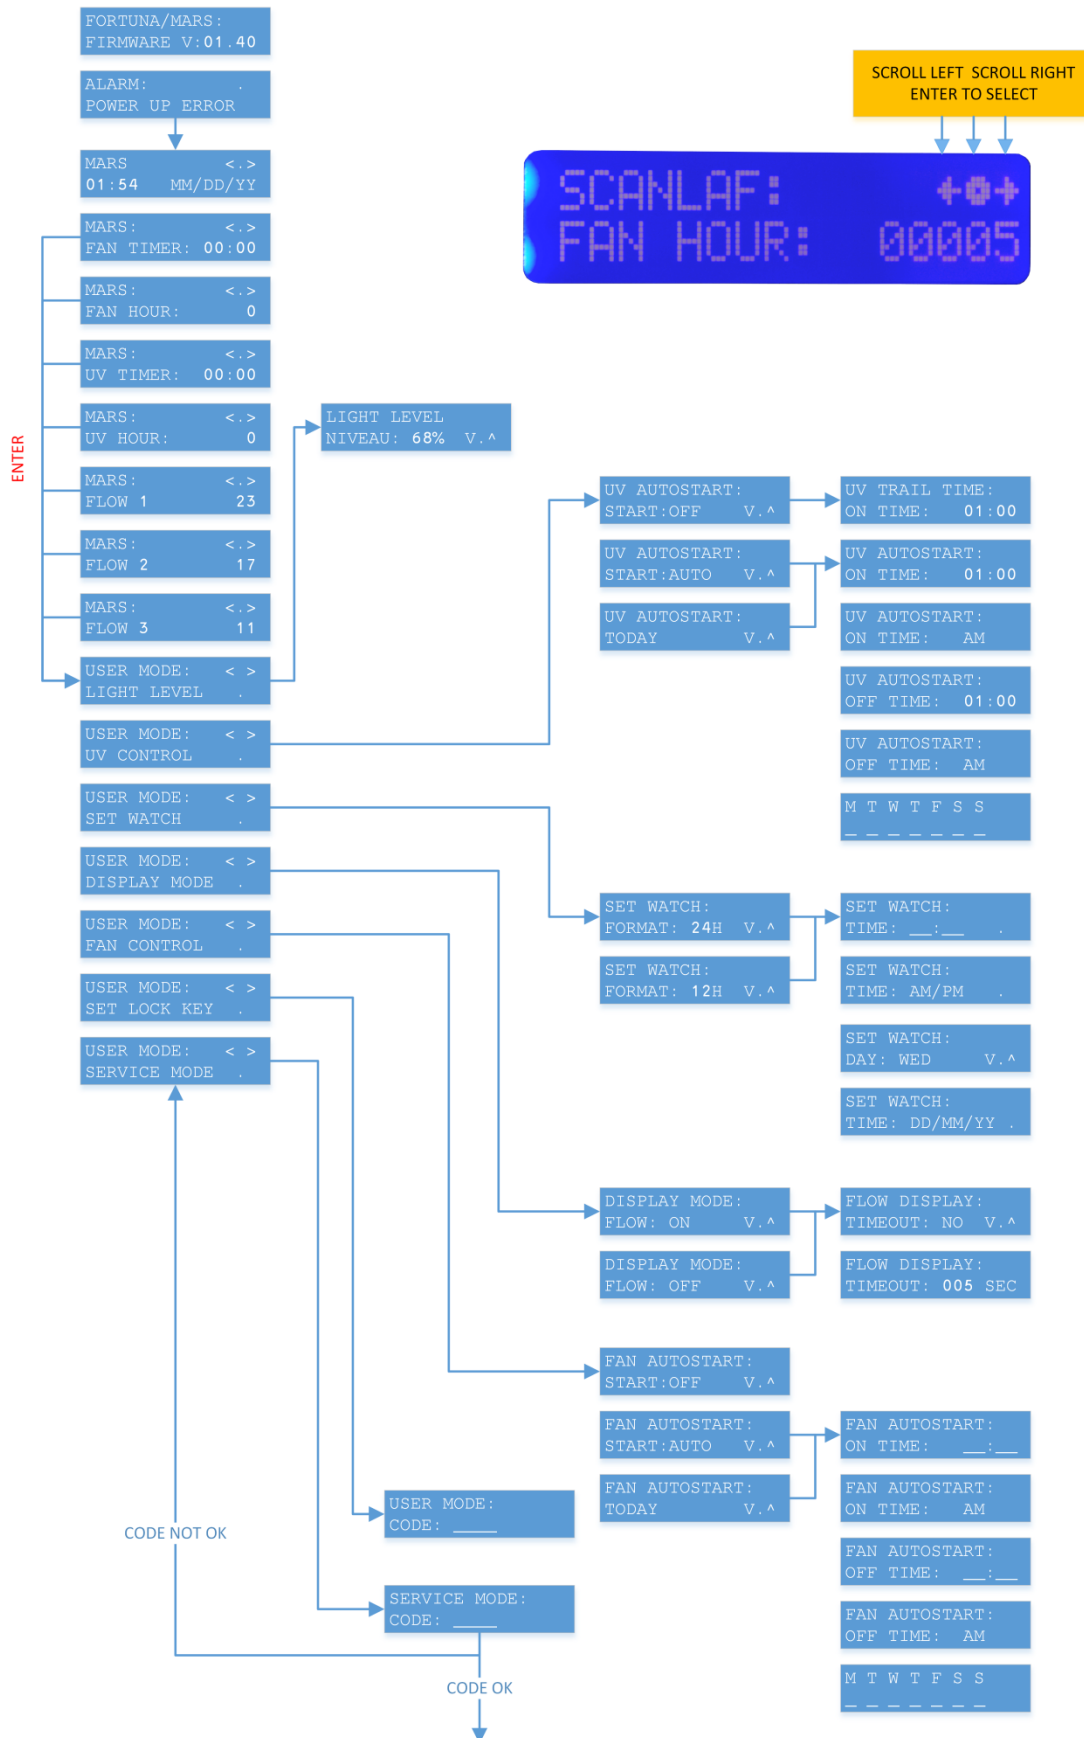 FORTUNA/MARS:
FIRMWARE V:01.40
ALARM: .
POWER UP ERROR
MARS <.>
01:54 MM/DD/YY
MARS: <.>
FAN TIMER: 00:00
MARS: <.>
FAN HOUR: 0
MARS: <.>
UV TIMER: 00:00
MARS: <.>
UV HOUR: 0
MARS: <.>
FLOW 1 23
MARS: <.>
FLOW 2 17
MARS: <.>
FLOW 3 11
USER MODE: < >
LIGHT LEVEL .
USER MODE: < >
UV CONTROL .
USER MODE: < >
SET WATCH .
USER MODE: < >
DISPLAY MODE .
USER MODE: < >
FAN CONTROL .
USER MODE: < >
SET LOCK KEY .
USER MODE: < >
SERVICE MODE .
ENTER
SCROLL LEFT SCROLL RIGHT
ENTER TO SELECT
SCANLAF:
FAN HOUR: 00005
LIGHT LEVEL
NIVEAU: 68% V.^
UV AUTOSTART:
START:OFF V.^
UV AUTOSTART:
START:AUTO V.^
UV AUTOSTART:
TODAY V.^
UV TRAIL TIME:
ON TIME: 01:00
UV AUTOSTART:
ON TIME: 01:00
UV AUTOSTART:
ON TIME: AM
UV AUTOSTART:
OFF TIME: 01:00
UV AUTOSTART:
OFF TIME: AM
M T W T F S S
_ _ _ _ _ _ _
SET WATCH:
FORMAT: 24H V.^
SET WATCH:
FORMAT: 12H V.^
SET WATCH:
TIME: __:__ .
SET WATCH:
TIME: AM/PM .
SET WATCH:
DAY: WED V.^
SET WATCH:
TIME: DD/MM/YY .
DISPLAY MODE:
FLOW: ON V.^
DISPLAY MODE:
FLOW: OFF V.^
FLOW DISPLAY:
TIMEOUT: NO V.^
FLOW DISPLAY:
TIMEOUT: 005 SEC
FAN AUTOSTART:
START:OFF V.^
FAN AUTOSTART:
START:AUTO V.^
FAN AUTOSTART:
TODAY V.^
FAN AUTOSTART:
ON TIME: __:__
FAN AUTOSTART:
ON TIME: AM
FAN AUTOSTART:
OFF TIME: __:__
FAN AUTOSTART:
OFF TIME: AM
M T W T F S S
_ _ _ _ _ _ _
USER MODE:
CODE: ____
SERVICE MODE:
CODE: ____
CODE NOT OK
CODE OK